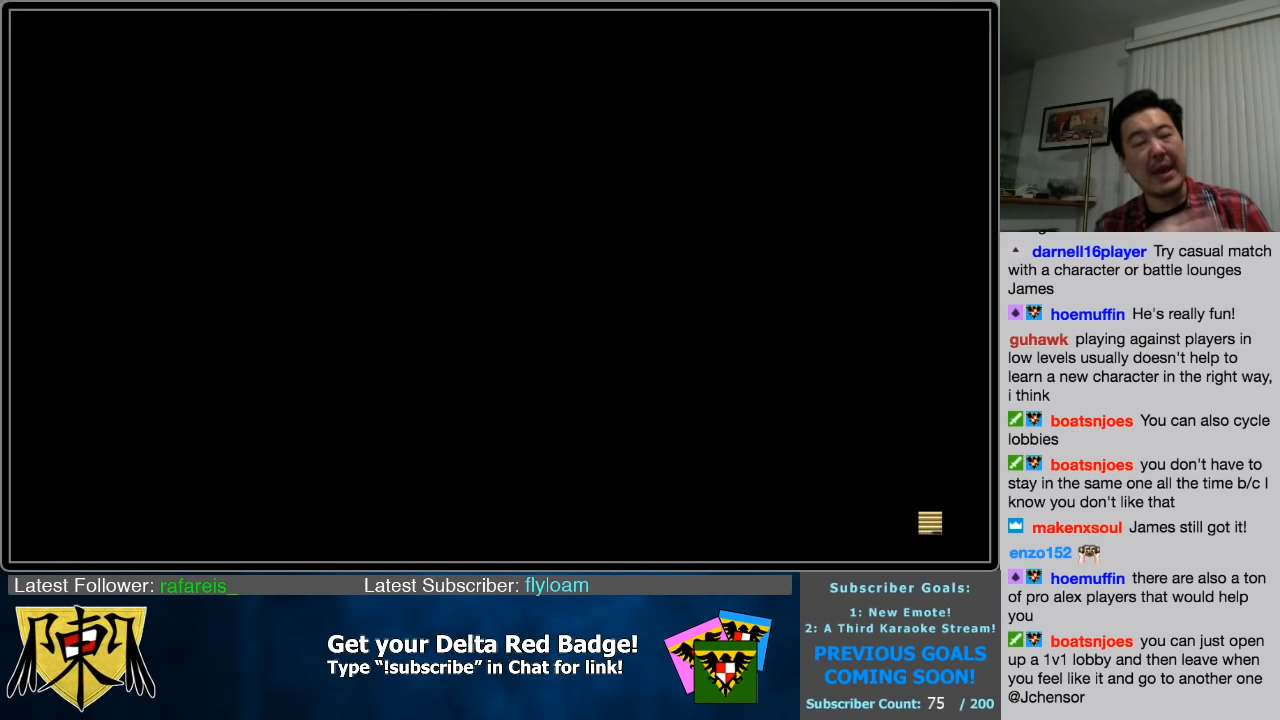 darnell16player Try casual match
with a character or battle lounges
James
hoemuffin He's really fun!
guhawk playing against players in
low levels usually doesn't help to
learn a new character in the right way,
i think
boatsnjoes You can also cycle
lobbies
boatsnjoes you don't have to
stay in the same one all the time b/c I
know you don't like that
makenxsoul James still got it!
enzo152
hoemuffin there are also a ton
of pro alex players that would help
you
boatsnjoes you can just open
up a 1v1 lobby and then leave when
you feel like it and go to another one
@Jchensor
Latest Follower: rafareis_
Latest Subscriber: flyloam
Get your Delta Red Badge!
Type "!subscribe" in Chat for link!
Subscriber Goals:
1: New Emote!
2: A Third Karaoke Stream!
PREVIOUS GOALS
COMING SOON!
Subscriber Count: 75 / 200